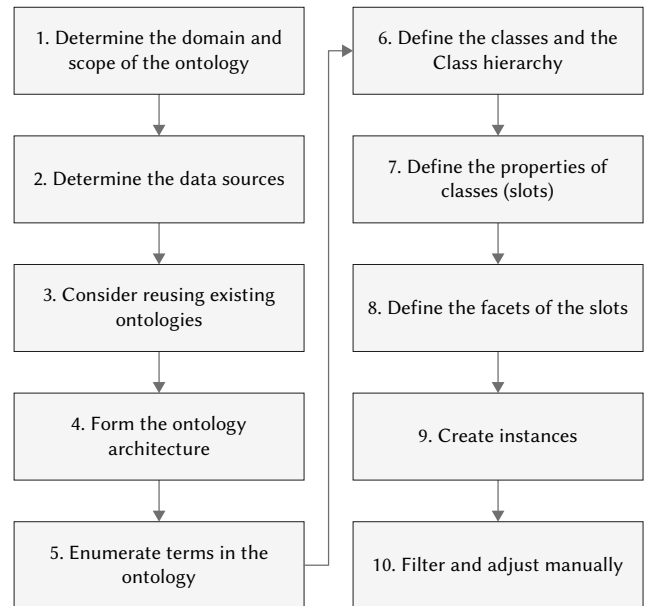 1. Determine the domain and
scope of the ontology
2. Determine the data sources
3. Consider reusing existing
ontologies
4. Form the ontology
architecture
5. Enumerate terms in the
ontology
6. Define the classes and the
Class hierarchy
7. Define the properties of
classes (slots)
8. Define the facets of the slots
9. Create instances
10. Filter and adjust manually